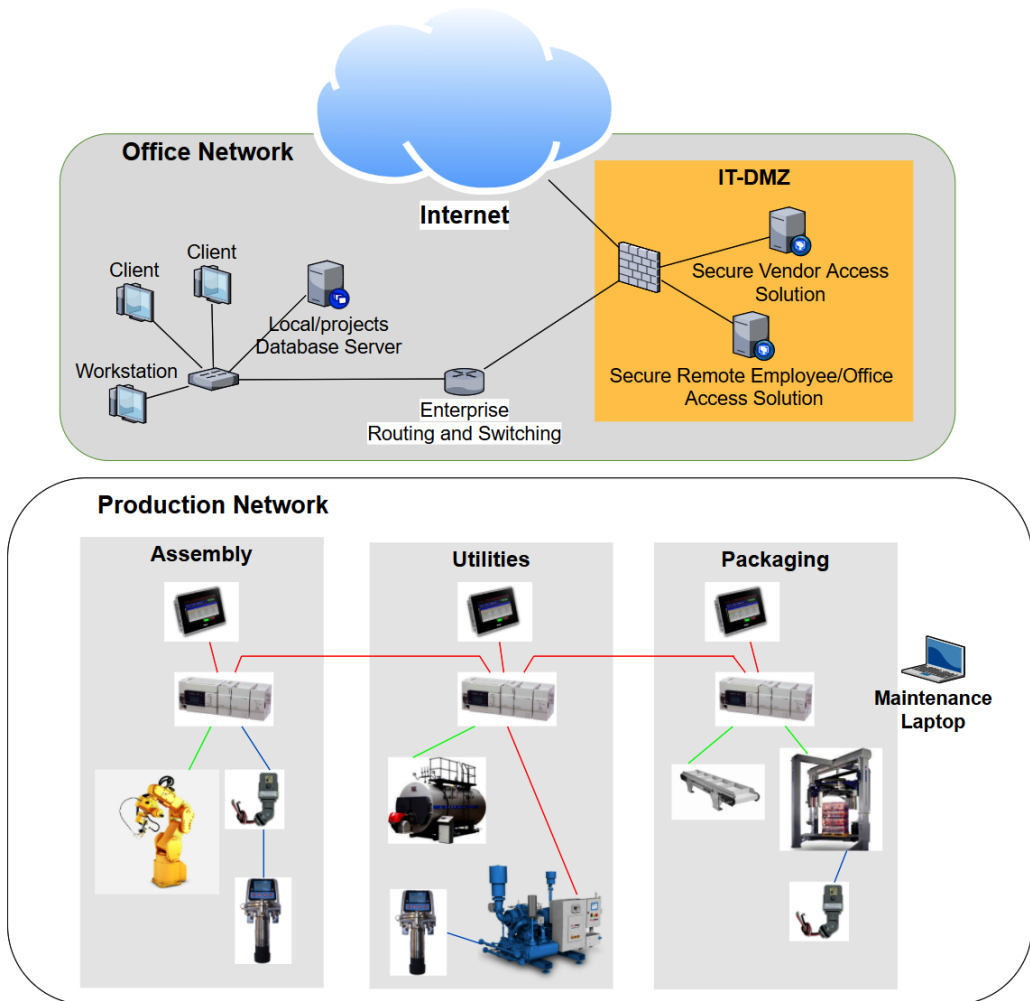 Office Network
Internet
IT-DMZ
Secure Vendor Access
Solution
Secure Remote Employee/Office
Access Solution
Client
Client
Local/projects
Database Server
Workstation
Enterprise
Routing and Switching
Production Network
Assembly
Utilities
Packaging
Maintenance
Laptop